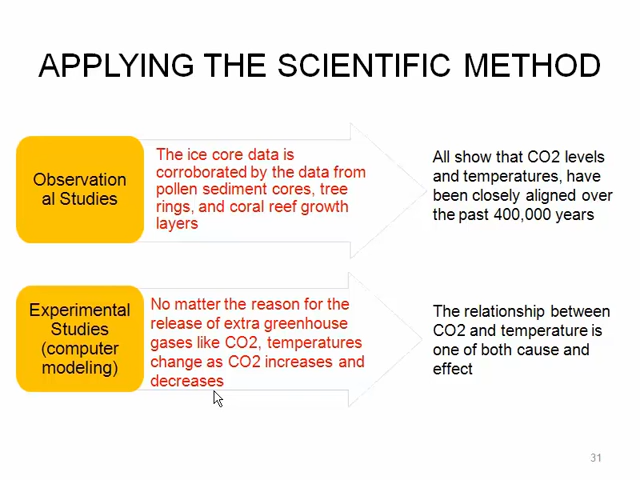 APPLYING THE SCIENTIFIC METHOD
Observation
al Studies
The ice core data is
corroborated by the data from
pollen sediment cores, tree
rings, and coral reef growth
layers
All show that CO2 levels
and temperatures, have
been closely aligned over
the past 400,000 years
Experimental
Studies
(computer
modeling)
No matter the reason for the
release of extra greenhouse
gases like CO2, temperatures
change as CO2 increases and
decreases
The relationship between
CO2 and temperature is
one of both cause and
effect
31